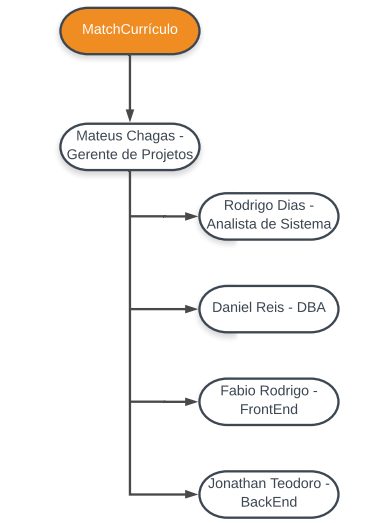 MatchCurrículo
Mateus Chagas -
Gerente de Projetos
Rodrigo Dias -
Analista de Sistema
Daniel Reis - DBA
Fabio Rodrigo -
FrontEnd
Jonathan Teodoro -
BackEnd